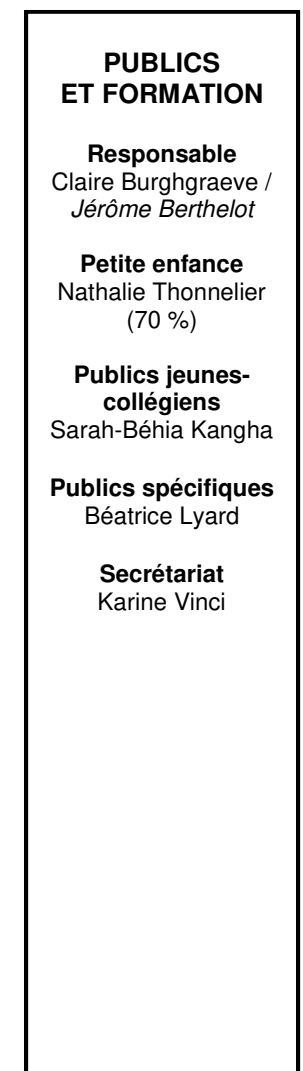 PUBLICS
ET FORMATION
Responsable
Claire Burghgraeve /
Jérôme Berthelot
Petite enfance
Nathalie Thonnelier
(70 %)
Publics jeunes-
collégiens
Sarah-Béhia Kangha
Publics spécifiques
Béatrice Lyard
Secrétariat
Karine Vinci